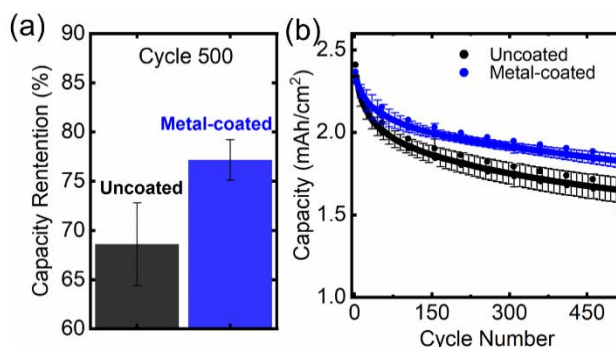 (a)
Capacity Rentention (%)
90
85
80
75
70
65
60
Cycle 500
Metal-coated
Uncoated
(b)
Capacity (mAh/cm²)
2.5
2.0
1.5
1.0
Uncoated
Metal-coated
0 150 300 450
Cycle Number